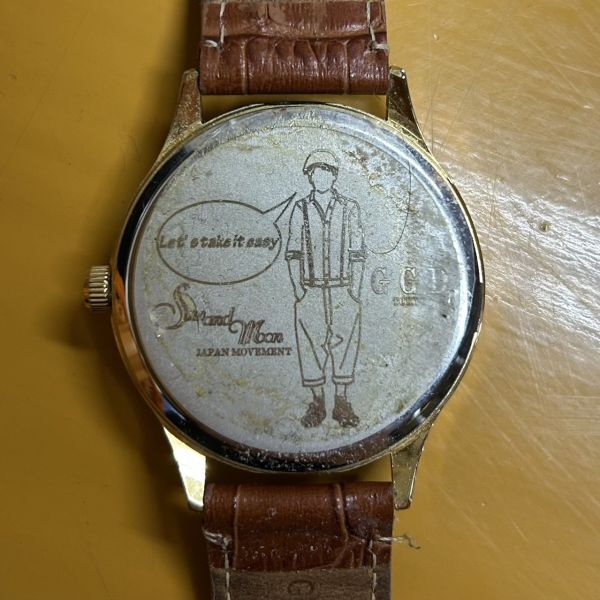 Let's take it easy
G C D
Sun and Moon
JAPAN MOVEMENT